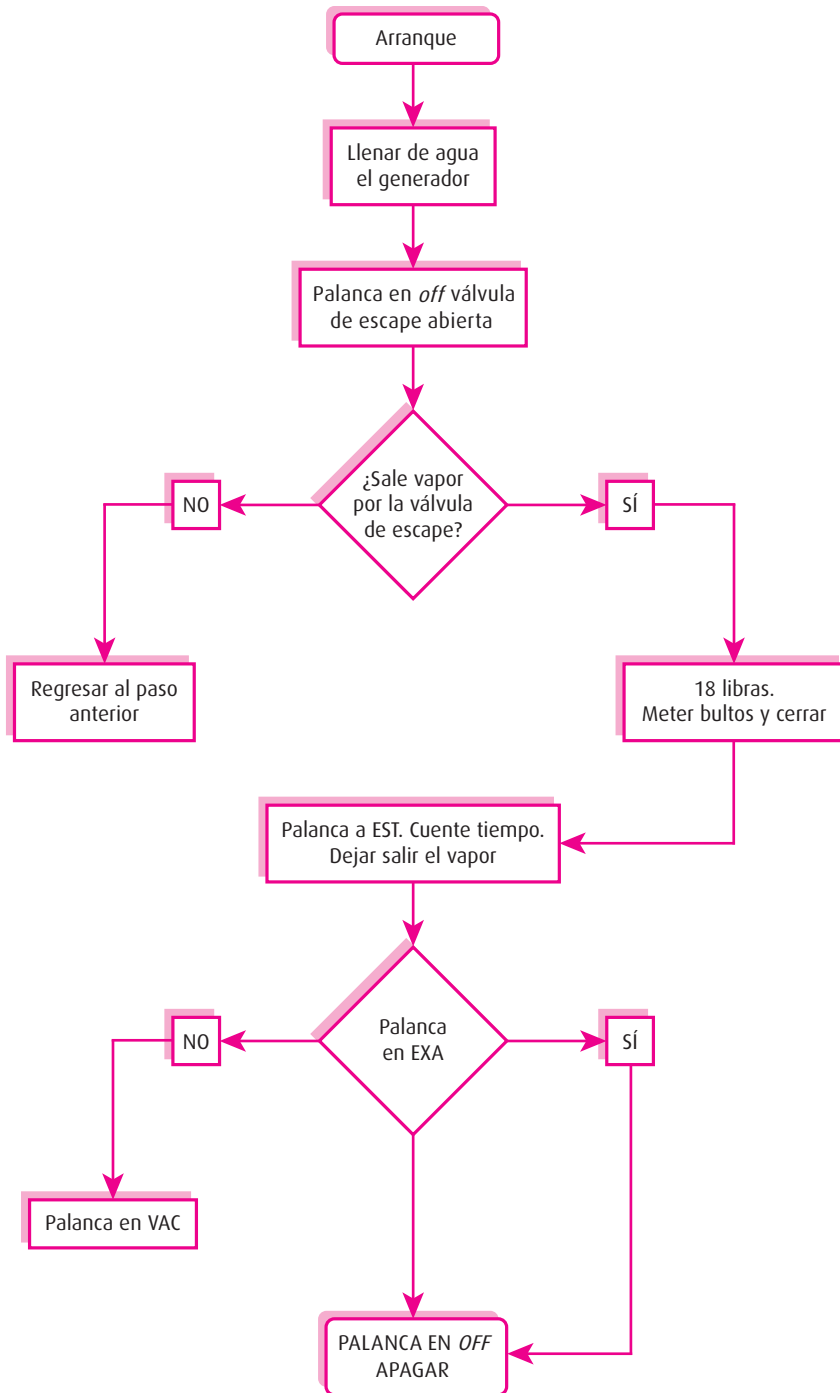 Arranque
Llenar de agua
el generador
Palanca en off válvula
de escape abierta
¿Sale vapor
por la válvula
de escape?
NO
SÍ
Regresar al paso
anterior
18 libras.
Meter bultos y cerrar
Palanca a EST. Cuente tiempo.
Dejar salir el vapor
Palanca
en EXA
NO
SÍ
Palanca en VAC
PALANCA EN OFF
APAGAR